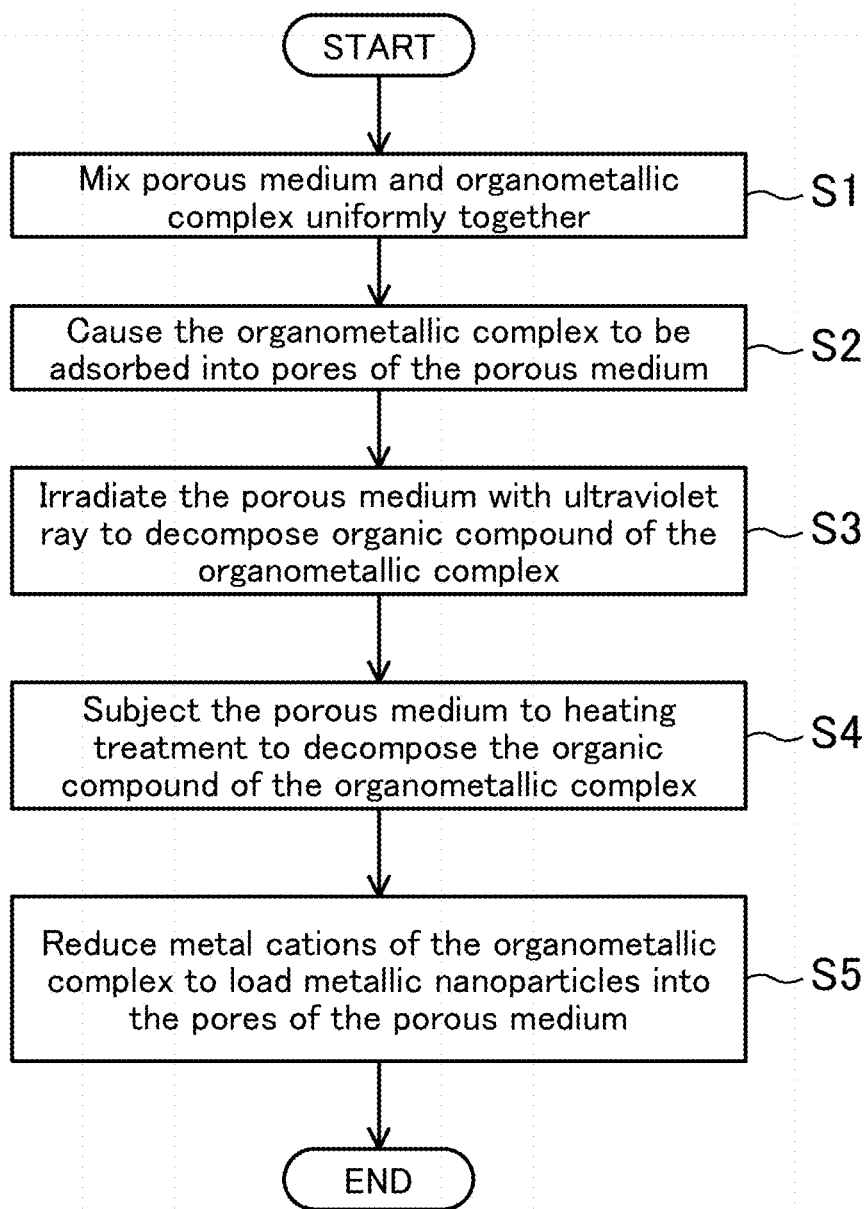 START
Mix porous medium and organometallic
complex uniformly together
S1
Cause the organometallic complex to be
adsorbed into pores of the porous medium
S2
Irradiate the porous medium with ultraviolet
ray to decompose organic compound of the
organometallic complex
S3
Subject the porous medium to heating
treatment to decompose the organic
compound of the organometallic complex
S4
Reduce metal cations of the organometallic
complex to load metallic nanoparticles into
the pores of the porous medium
S5
END